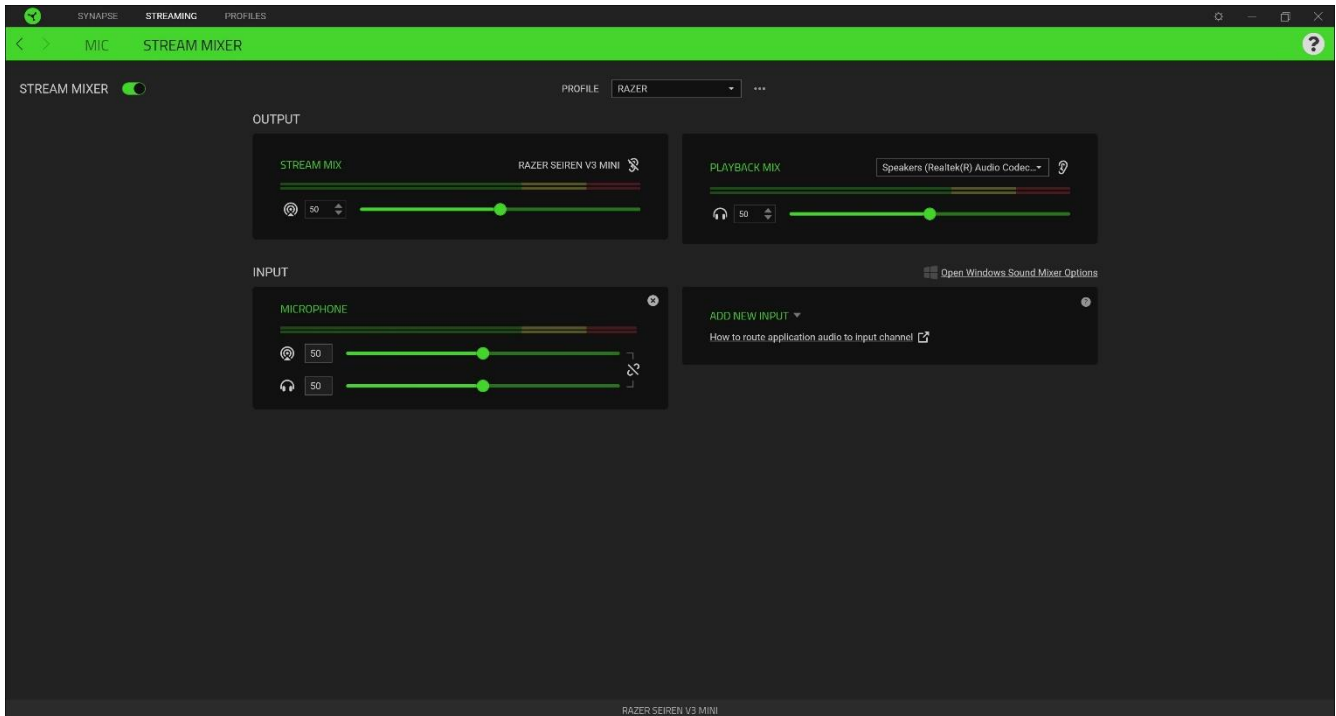 SYNAPSE STREAMING PROFILES
MIC STREAM MIXER ?
STREAM MIXER PROFILE RAZER
OUTPUT
STREAM MIX RAZER SEIREN V3 MINI
50
PLAYBACK MIX Speakers (Realtek(R) Audio Codec...
50
INPUT Open Windows Sound Mixer Options
MICROPHONE
50
50
ADD NEW INPUT ?
How to route application audio to input channel
RAZER SEIREN V3 MINI